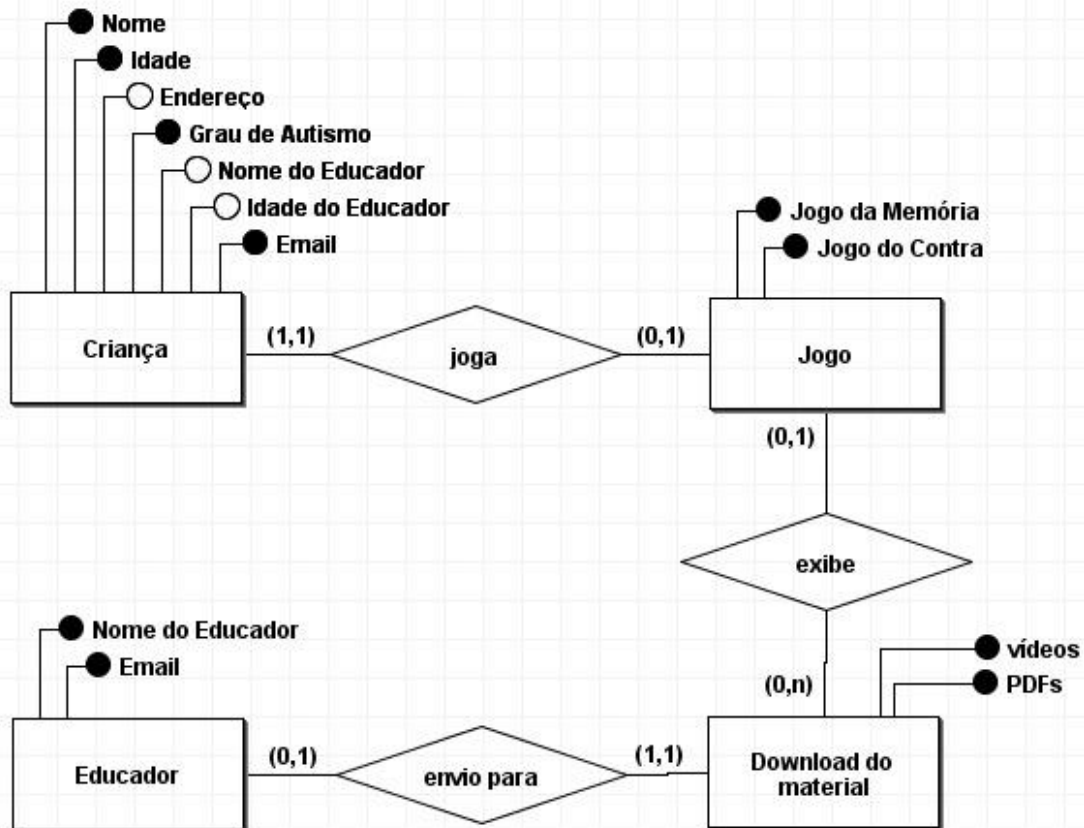 Nome
Idade
Endereço
Grau de Autismo
Nome do Educador
Idade do Educador
Email
Jogo da Memória
Jogo do Contra
Criança
(1,1)
joga
(0,1)
Jogo
(0,1)
exibe
(0,n)
vídeos
PDFs
Nome do Educador
Email
Educador
(0,1)
envio para
(1,1)
Download do
material